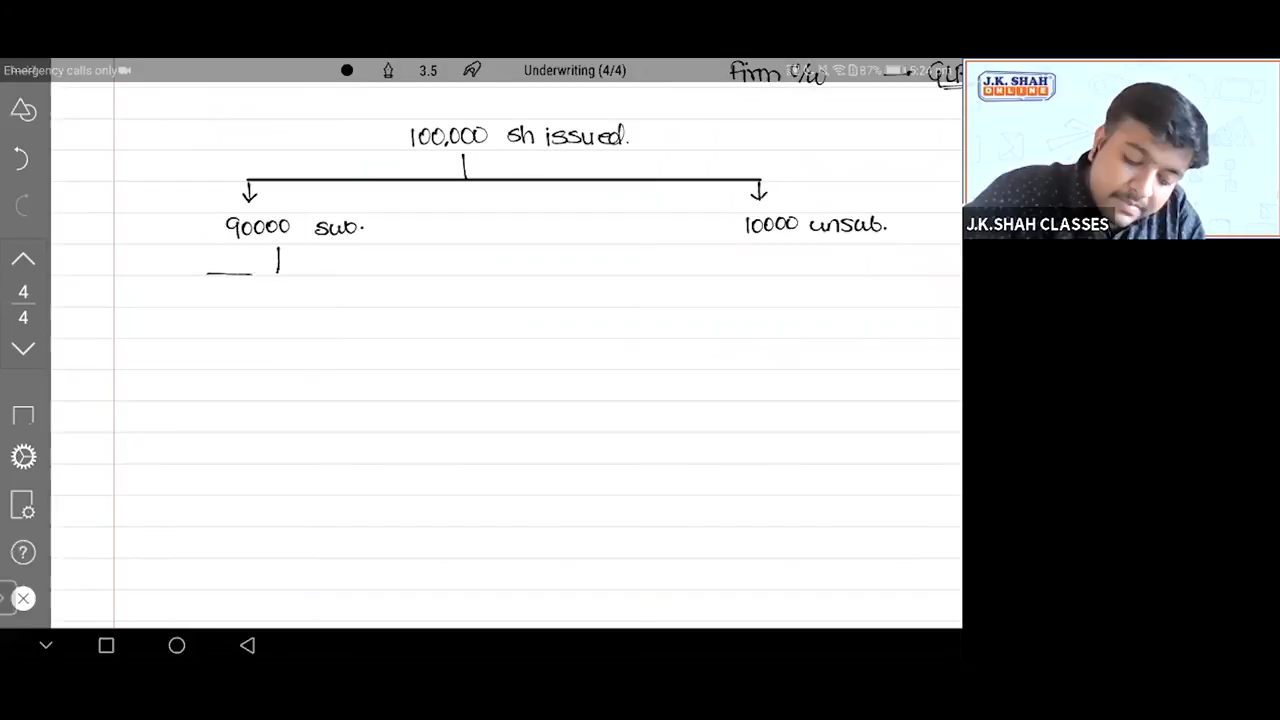 Emergency calls only
3.5
Underwriting (4/4)
87%
Firm
J.K. SHAH
ONLINE
100,000 sh issued.
90000 sub.
10000 unsub.
J.K.SHAH CLASSES
4
4
?